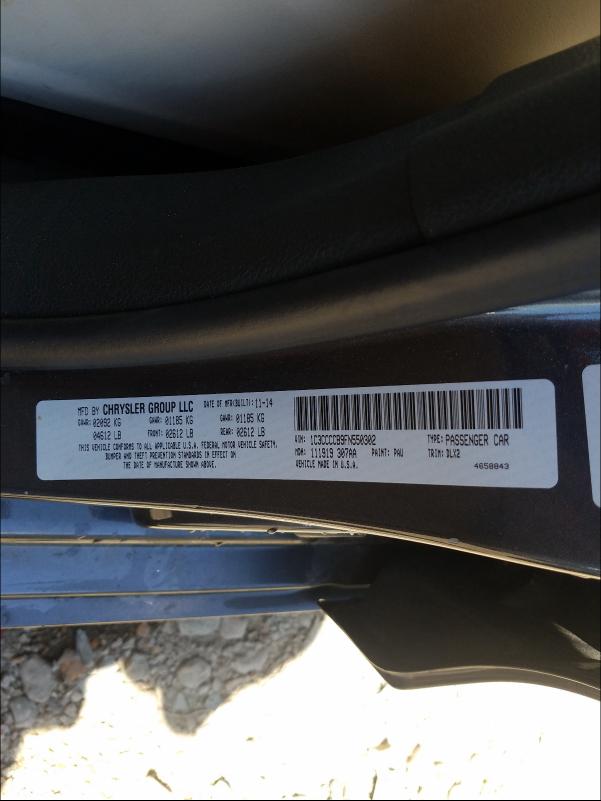 MFD BY CHRYSLER GROUP LLC DATE OF MFR(BUILT):11-14
GAWR: 02092 KG GAWR: 01185 KG GAWR: 01185 KG
04612 LB FRONT: 02612 LB REAR: 02612 LB
THIS VEHICLE CONFORMS TO ALL APPLICABLE U.S.A. FEDERAL MOTOR VEHICLE SAFETY,
BUMPER AND THEFT PREVENTION STANDARDS IN EFFECT ON
THE DATE OF MANUFACTURE SHOWN ABOVE.
VIN: 1C3CCCCB9FN550302 TYPE: PASSENGER CAR
MDH: 111919 307AA PAINT: PAU TRIM: DLX2
VEHICLE MADE IN U.S.A. 4658843